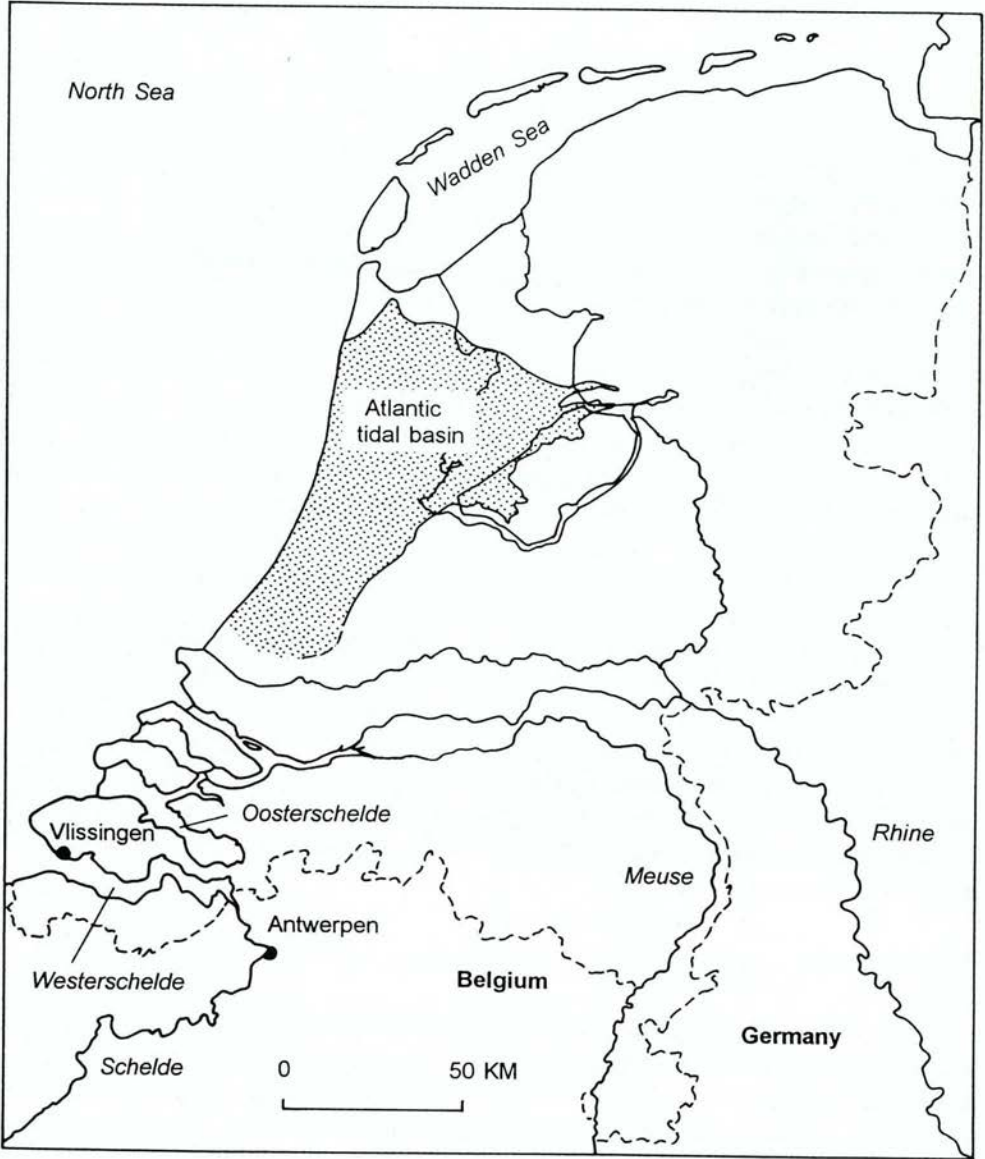 North Sea
Wadden Sea
Atlantic
tidal basin
Oosterschelde
Vlissingen
Rhine
Meuse
Antwerpen
Westerschelde
Belgium
Germany
Schelde
0 50 KM